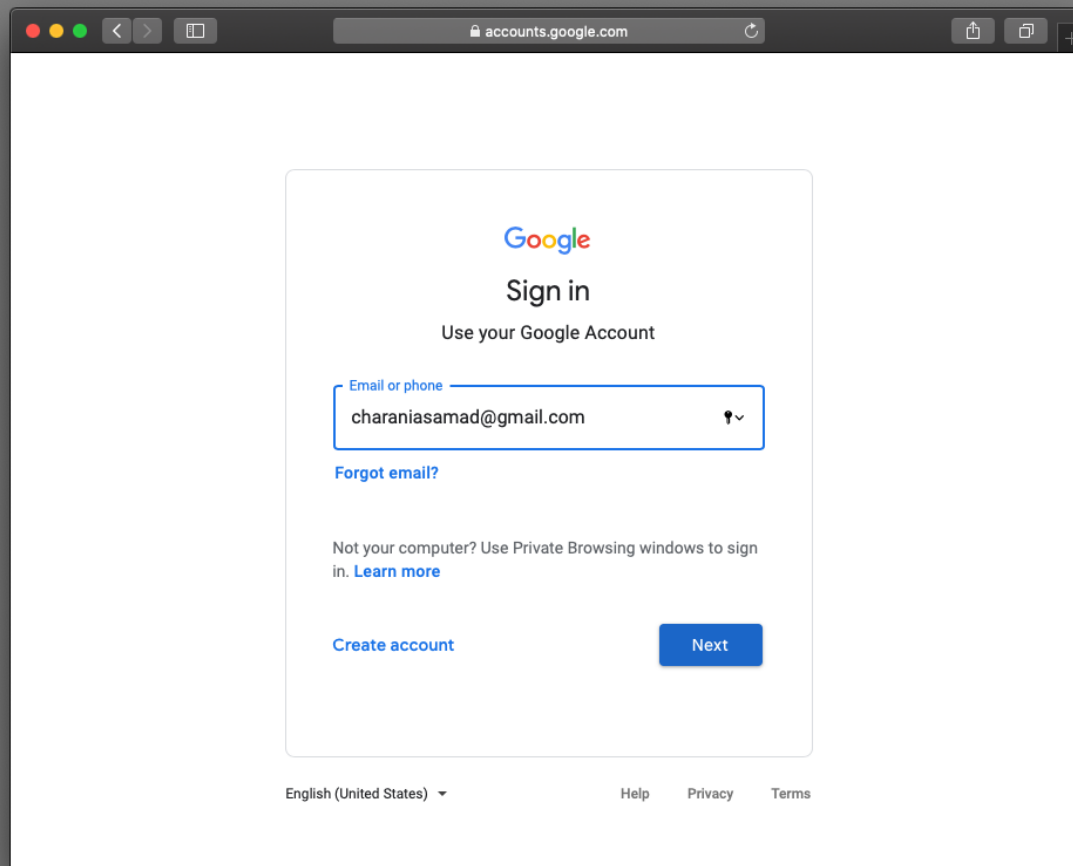 accounts.google.com
Google
Sign in
Use your Google Account
Email or phone
charaniasamad@gmail.com
Forgot email?
Not your computer? Use Private Browsing windows to sign
in. Learn more
Create account Next
English (United States) Help Privacy Terms